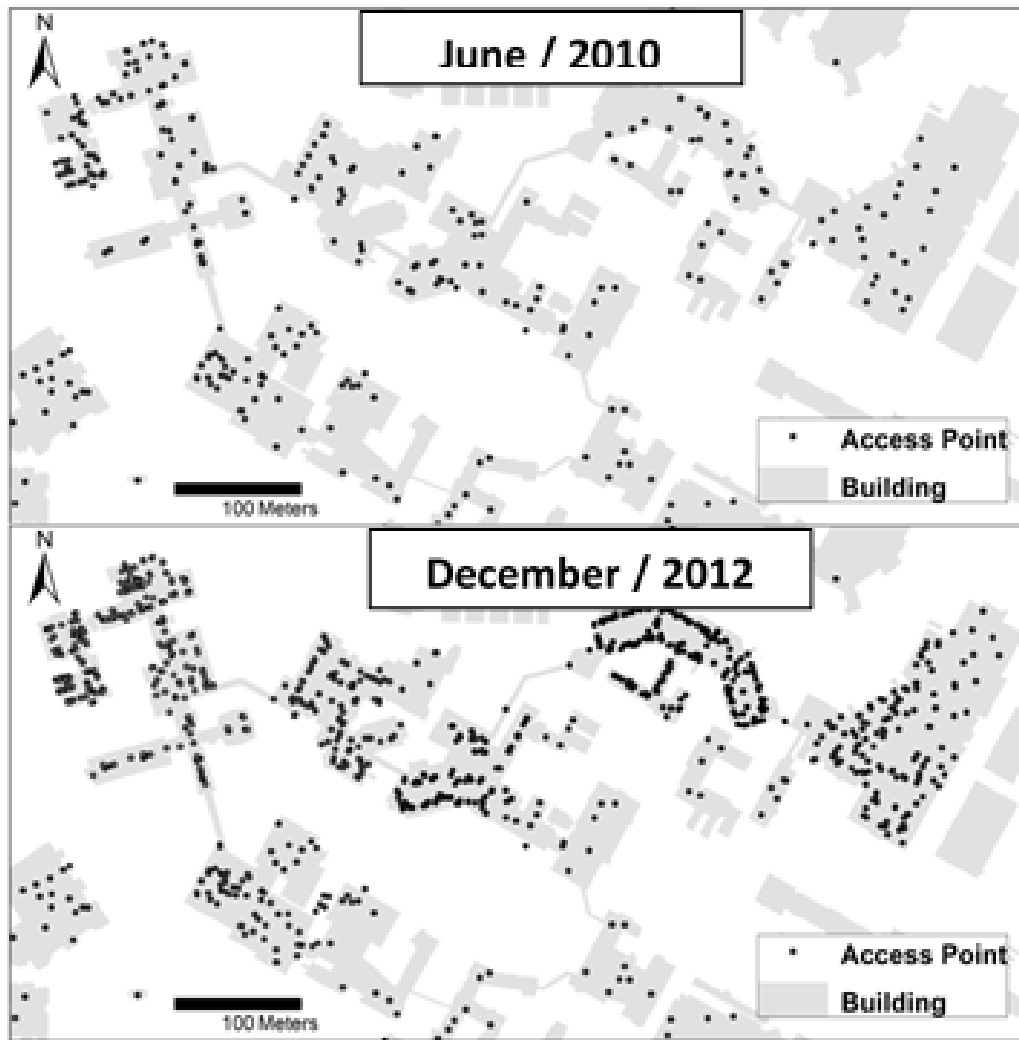 N
June / 2010
Access Point
Building
100 Meters
N
December / 2012
Access Point
Building
100 Meters